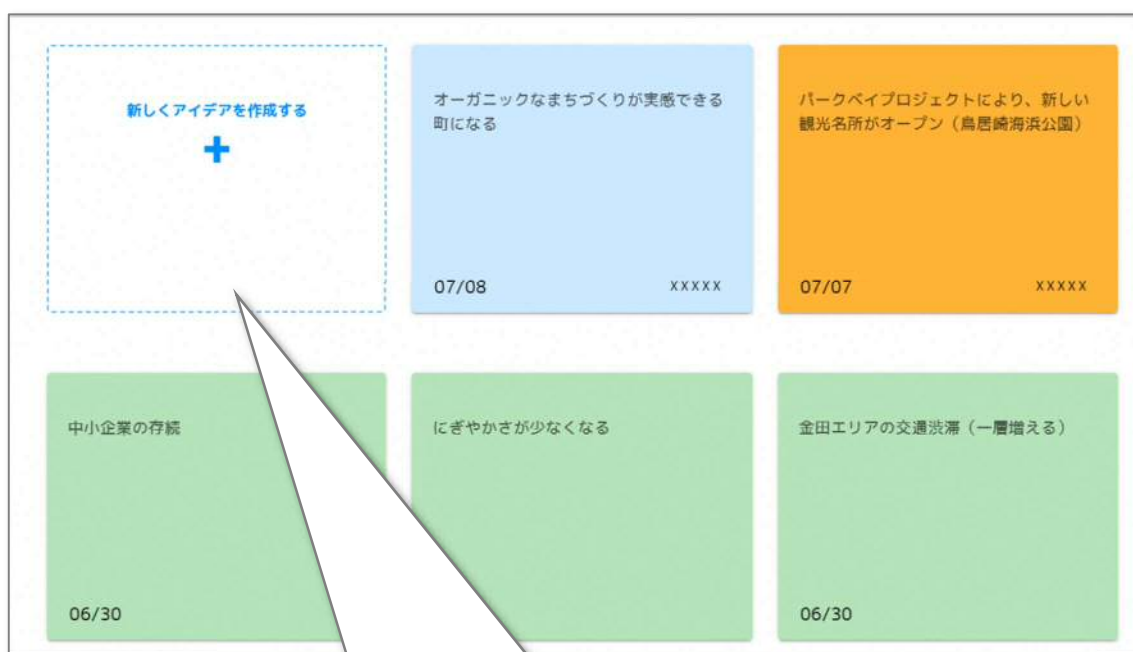 新しくアイデアを作成する
オーガニックなまちづくりが実感できる
町になる
07/08
xxxxx
パークベイプロジェクトにより、新しい
観光名所がオープン（鳥居崎海浜公園）
07/07
xxxxx
中小企業の存続
06/30
にぎやかさが少なくなる
金田エリアの交通渋滞（一層増える）
06/30